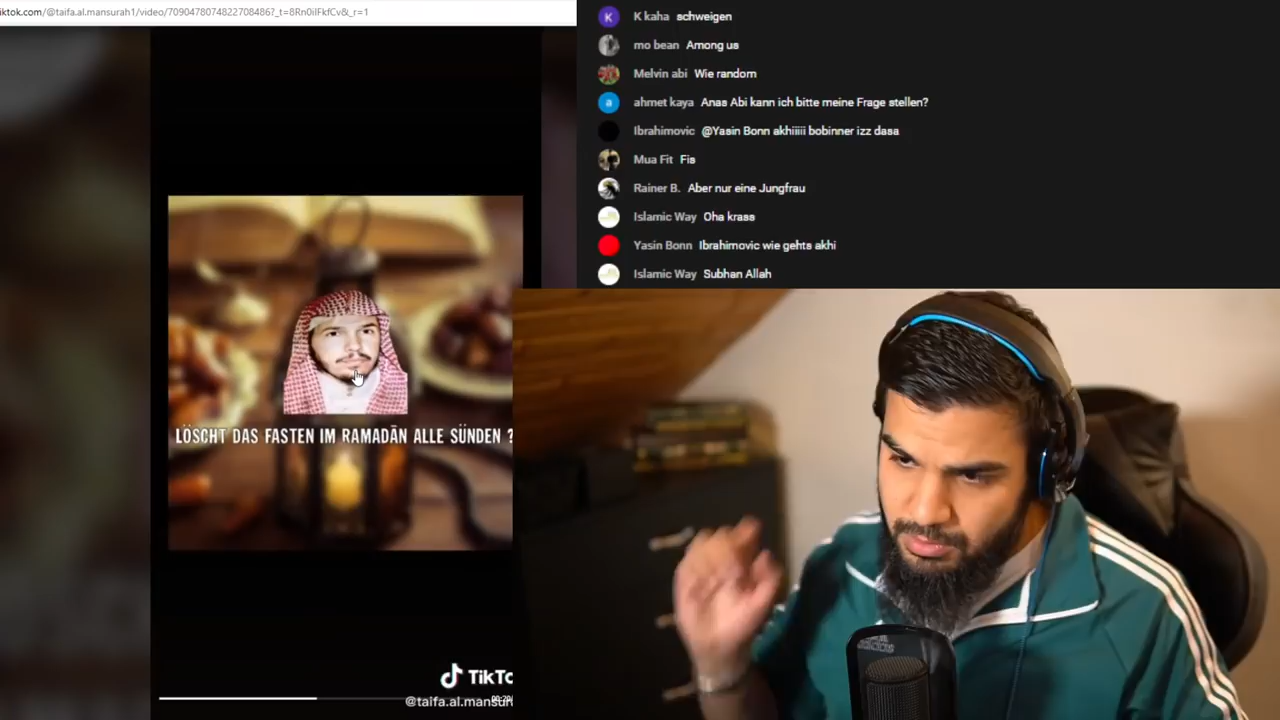 iktok.com/@taifa.al.mansurah1/video/7090478074822708486?_t=8Rn0iIFkfCv&_r=1
K kaha schweigen
mo bean Among us
Melvin abi Wie random
ahmet kaya Anas Abi kann ich bitte meine Frage stellen?
Ibrahimovic @Yasin Bonn akhiiiii bobinner izz dasa
Mua Fit Fis
Rainer B. Aber nur eine Jungfrau
Islamic Way Oha krass
Yasin Bonn Ibrahimovic wie gehts akhi
Islamic Way Subhan Allah
LÖSCHT DAS FASTEN IM RAMADĀN ALLE SÜNDEN ?
TikTo
@taifa.al.mansur